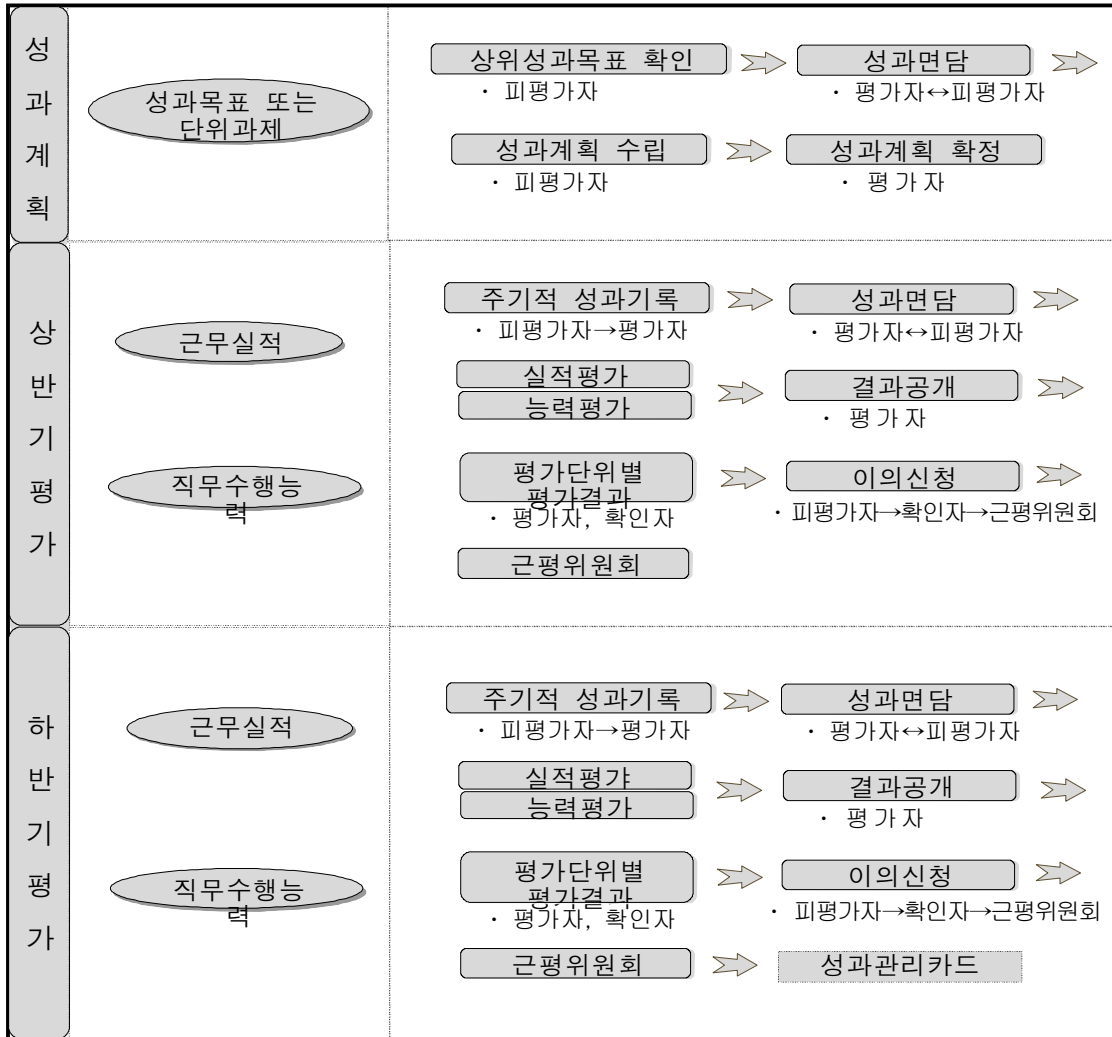 성
과
계
획
성과목표 또는
단위과제
상위성과목표 확인
성과면담
· 피평가자
· 평가자↔피평가자
성과계획 수립
성과계획 확정
· 피평가자
· 평가자
상
반
기
평
가
근무실적
직무수행능
력
주기적 성과기록
성과면담
· 피평가자→평가자
· 평가자↔피평가자
실적평가
능력평가
결과공개
· 평가자
평가단위별
평가결과
이의신청
· 평가자, 확인자
· 피평가자→확인자→근평위원회
근평위원회
하
반
기
평
가
근무실적
직무수행능
력
주기적 성과기록
성과면담
· 피평가자→평가자
· 평가자↔피평가자
실적평갸
능력평가
결과공개
· 평가자
평가단위별
평가결과
이의신청
· 평가자, 확인자
· 피평가자→확인자→근평위원회
근평위원회
성과관리카드